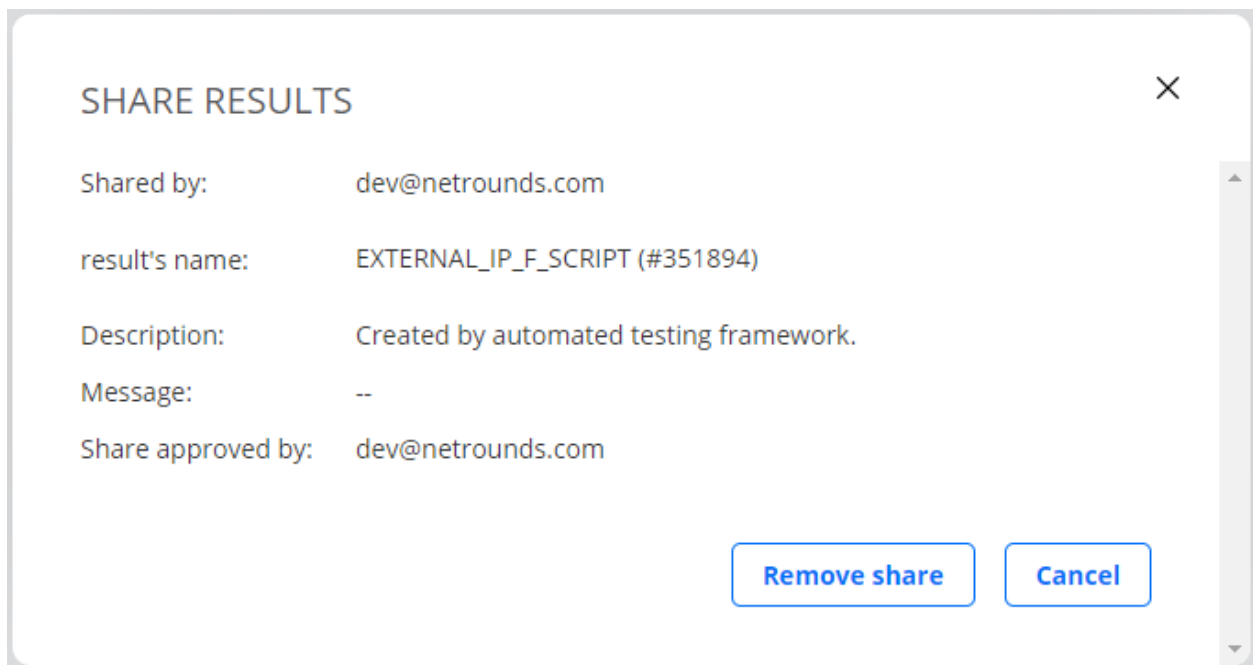 SHARE RESULTS
Shared by: dev@netrounds.com
result's name: EXTERNAL_IP_F_SCRIPT (#351894)
Description: Created by automated testing framework.
Message: --
Share approved by: dev@netrounds.com
Remove share Cancel